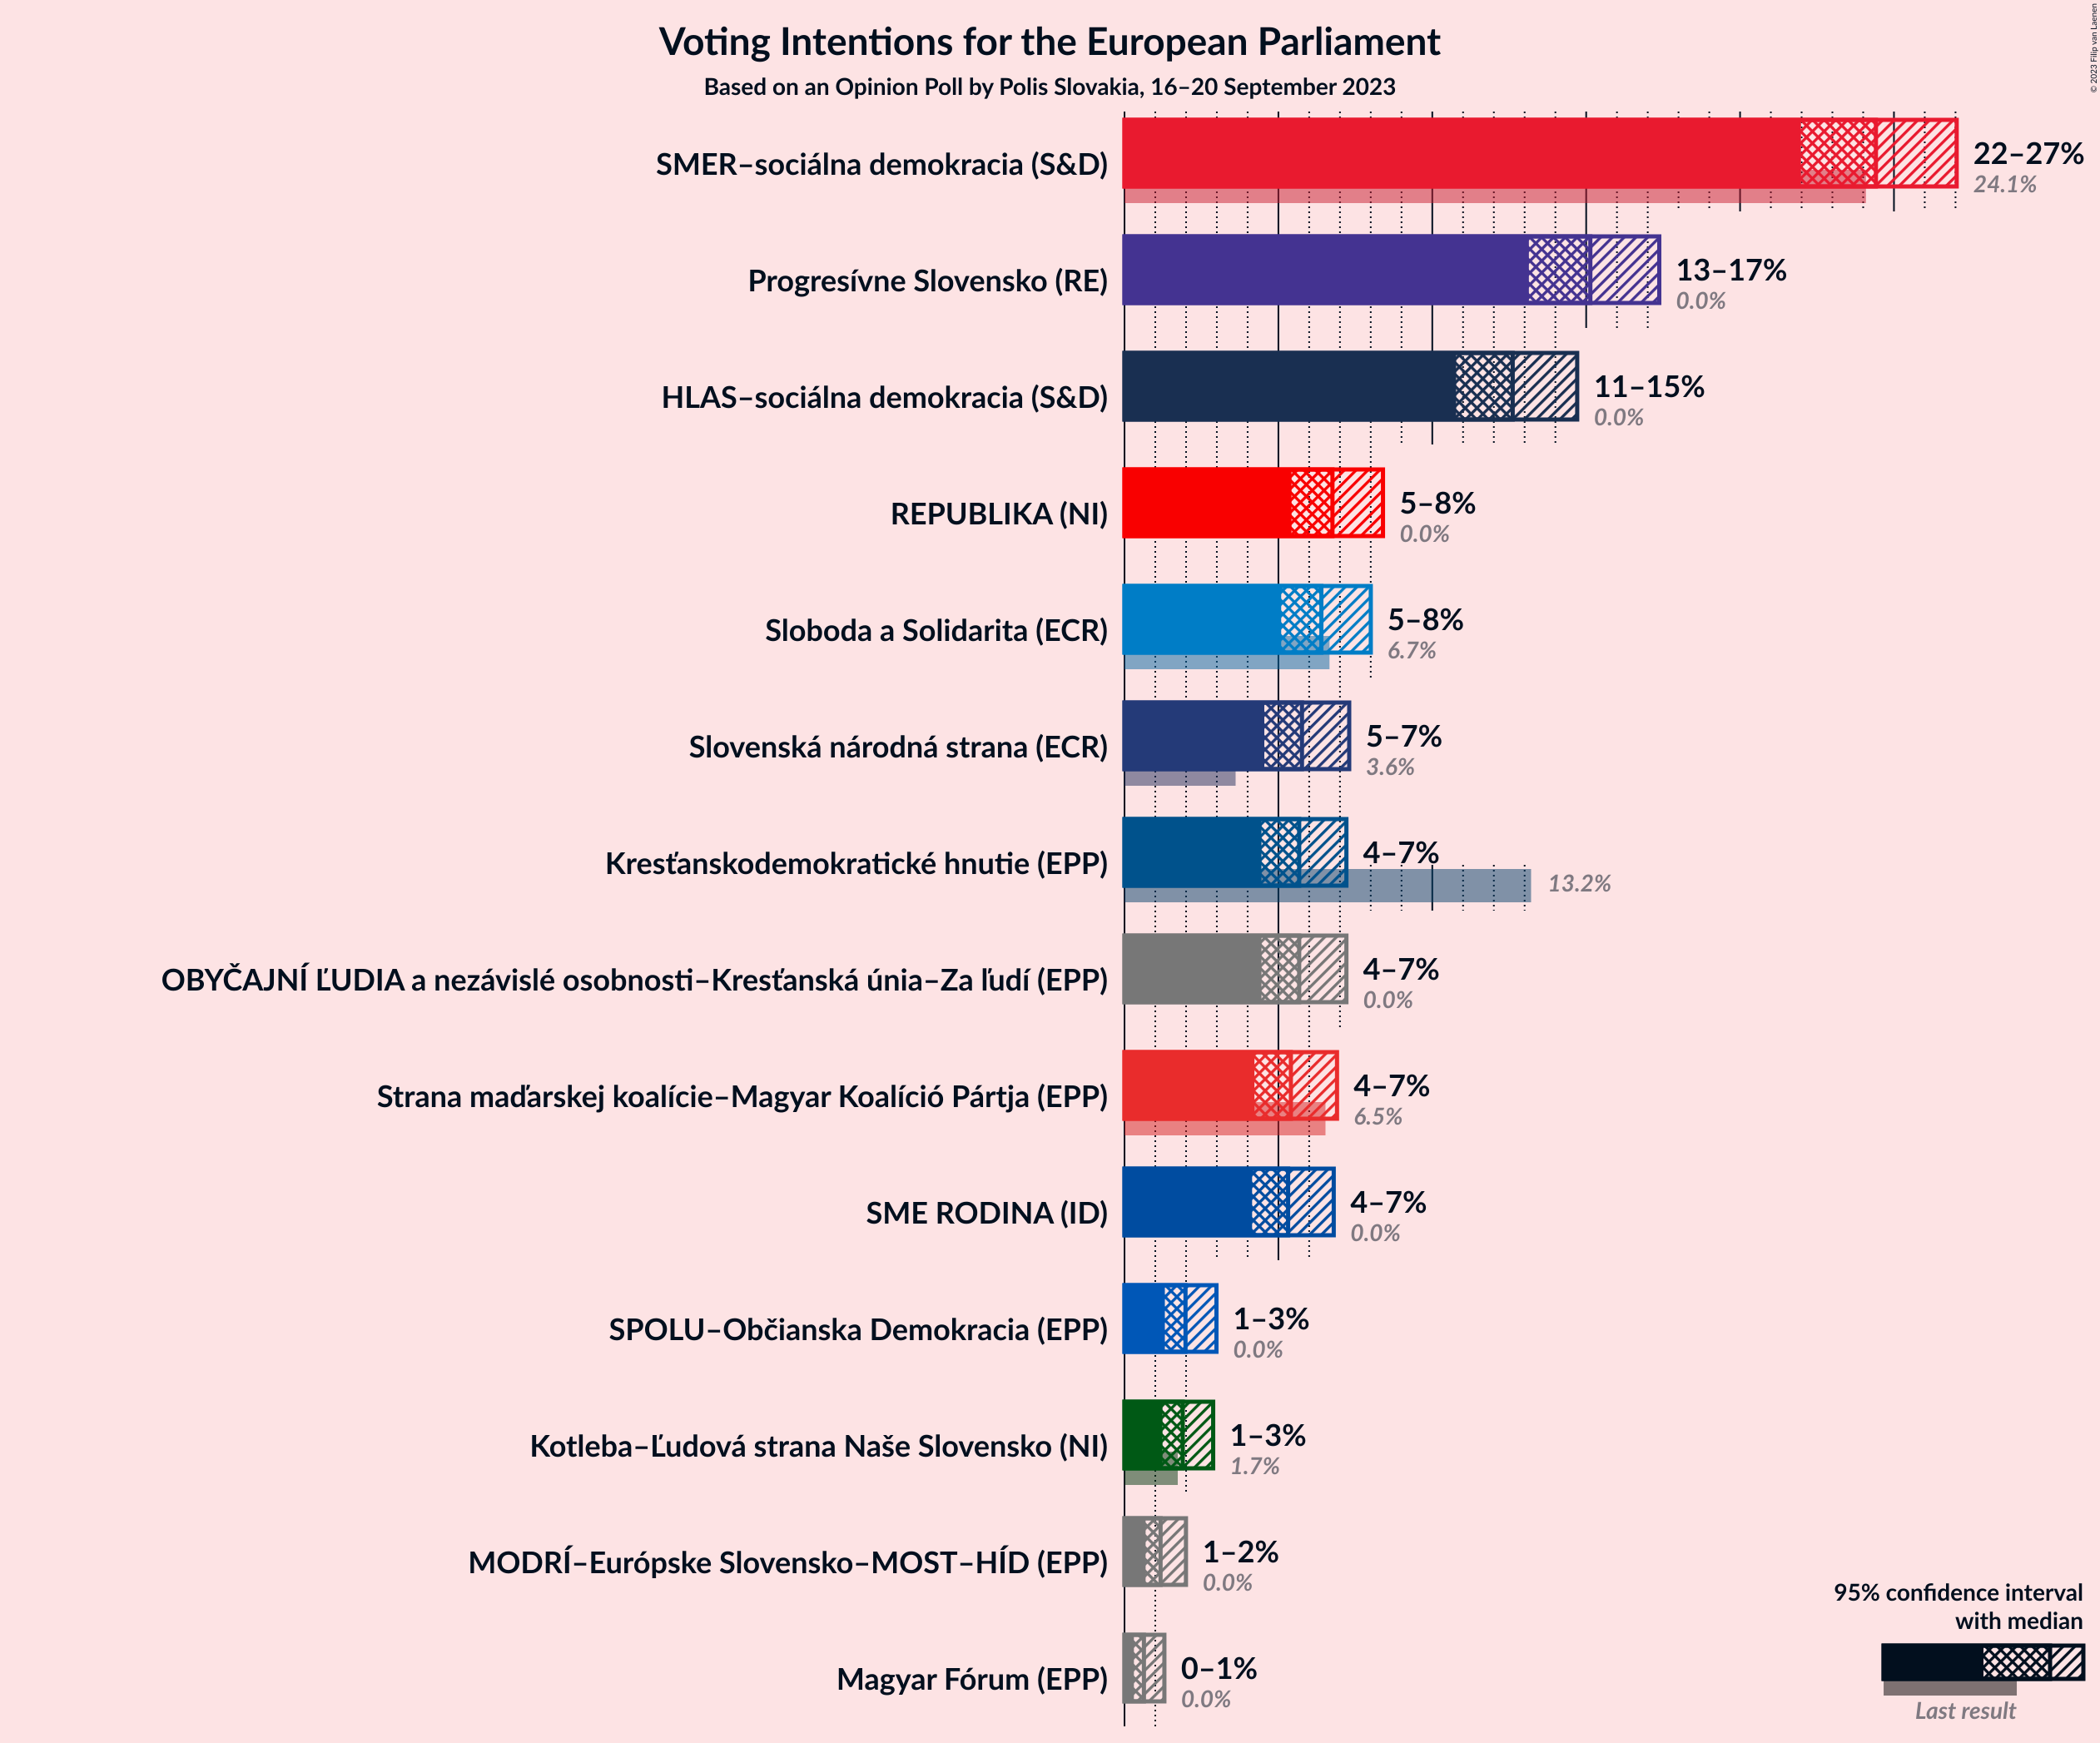 Voting Intentions for the European Parliament
Based on an Opinion Poll by Polis Slovakia, 16–20 September 2023
© 2023 Filip van Laenen
SMER–sociálna demokracia (S&D)
22–27%
24.1%
Progresívne Slovensko (RE)
13–17%
0.0%
HLAS–sociálna demokracia (S&D)
11–15%
0.0%
REPUBLIKA (NI)
5–8%
0.0%
Sloboda a Solidarita (ECR)
5–8%
6.7%
Slovenská národná strana (ECR)
5–7%
3.6%
Kresťanskodemokratické hnutie (EPP)
4–7%
13.2%
OBYČAJNÍ ĽUDIA a nezávislé osobnosti–Kresťanská únia–Za ľudí (EPP)
4–7%
0.0%
Strana maďarskej koalície–Magyar Koalíció Pártja (EPP)
4–7%
6.5%
SME RODINA (ID)
4–7%
0.0%
SPOLU–Občianska Demokracia (EPP)
1–3%
0.0%
Kotleba–Ľudová strana Naše Slovensko (NI)
1–3%
1.7%
MODRÍ–Európske Slovensko–MOST–HÍD (EPP)
1–2%
0.0%
Magyar Fórum (EPP)
0–1%
0.0%
95% confidence interval
with median
Last result